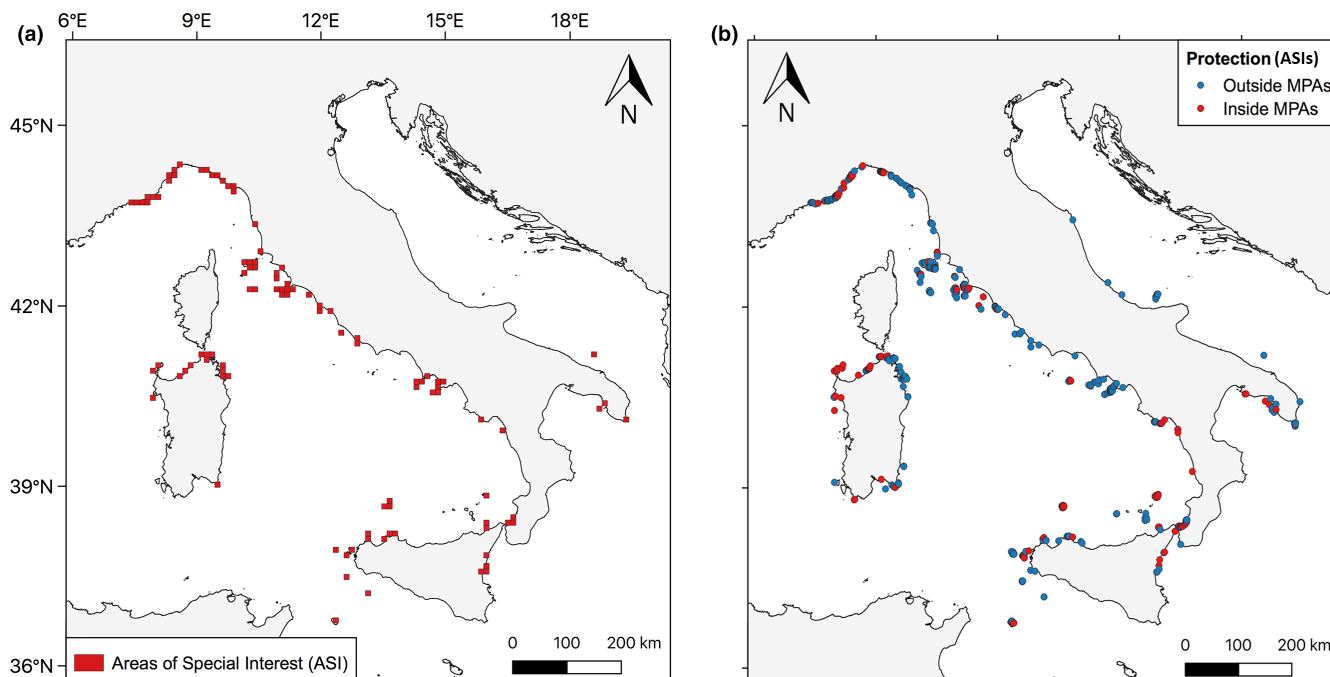 (a)
6°E 9°E 12°E 15°E 18°E
45°N
42°N
39°N
36°N
N
Areas of Special Interest (ASI)
0 100 200 km
(b)
N
Protection (ASIs)
Outside MPAs
Inside MPAs
0 100 200 km